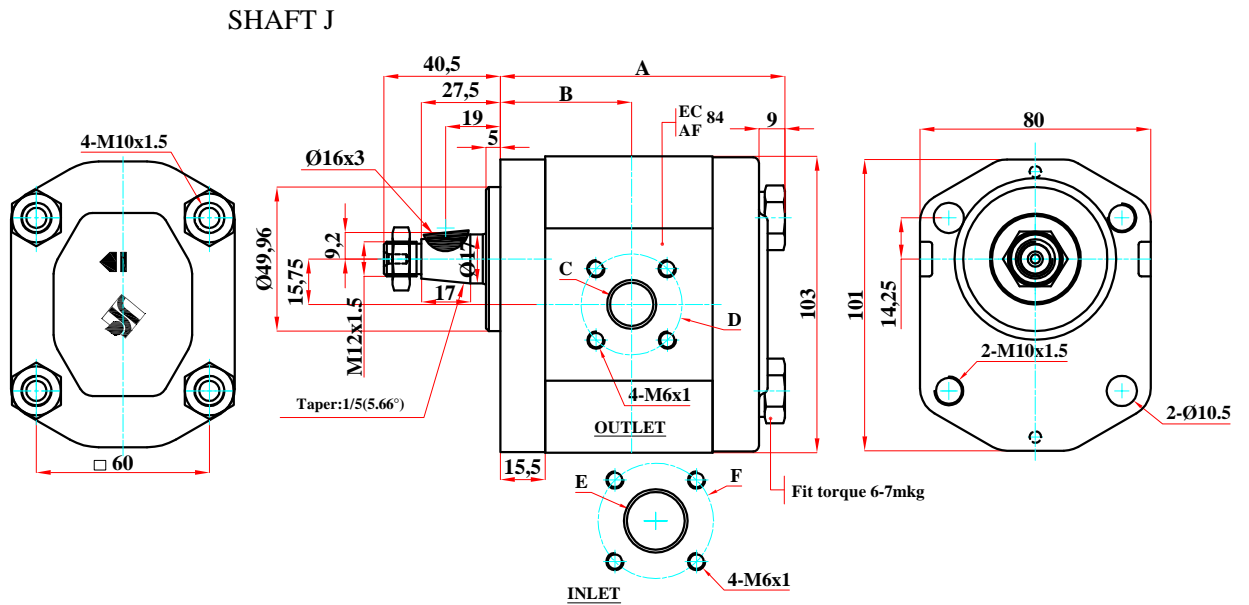 SHAFT J
40,5
A
27,5
B
19
EC
AF 84
9
80
5
4-M10x1.5
Ø16x3
Ø49,96
9,2
15,75
M12x1.5
Ø17
17
C
D
103
101
14,25
2-M10x1.5
Taper:1/5(5.66°)
4-M6x1
OUTLET
2-Ø10.5
□ 60
15,5
E
F
Fit torque 6-7mkg
4-M6x1
INLET